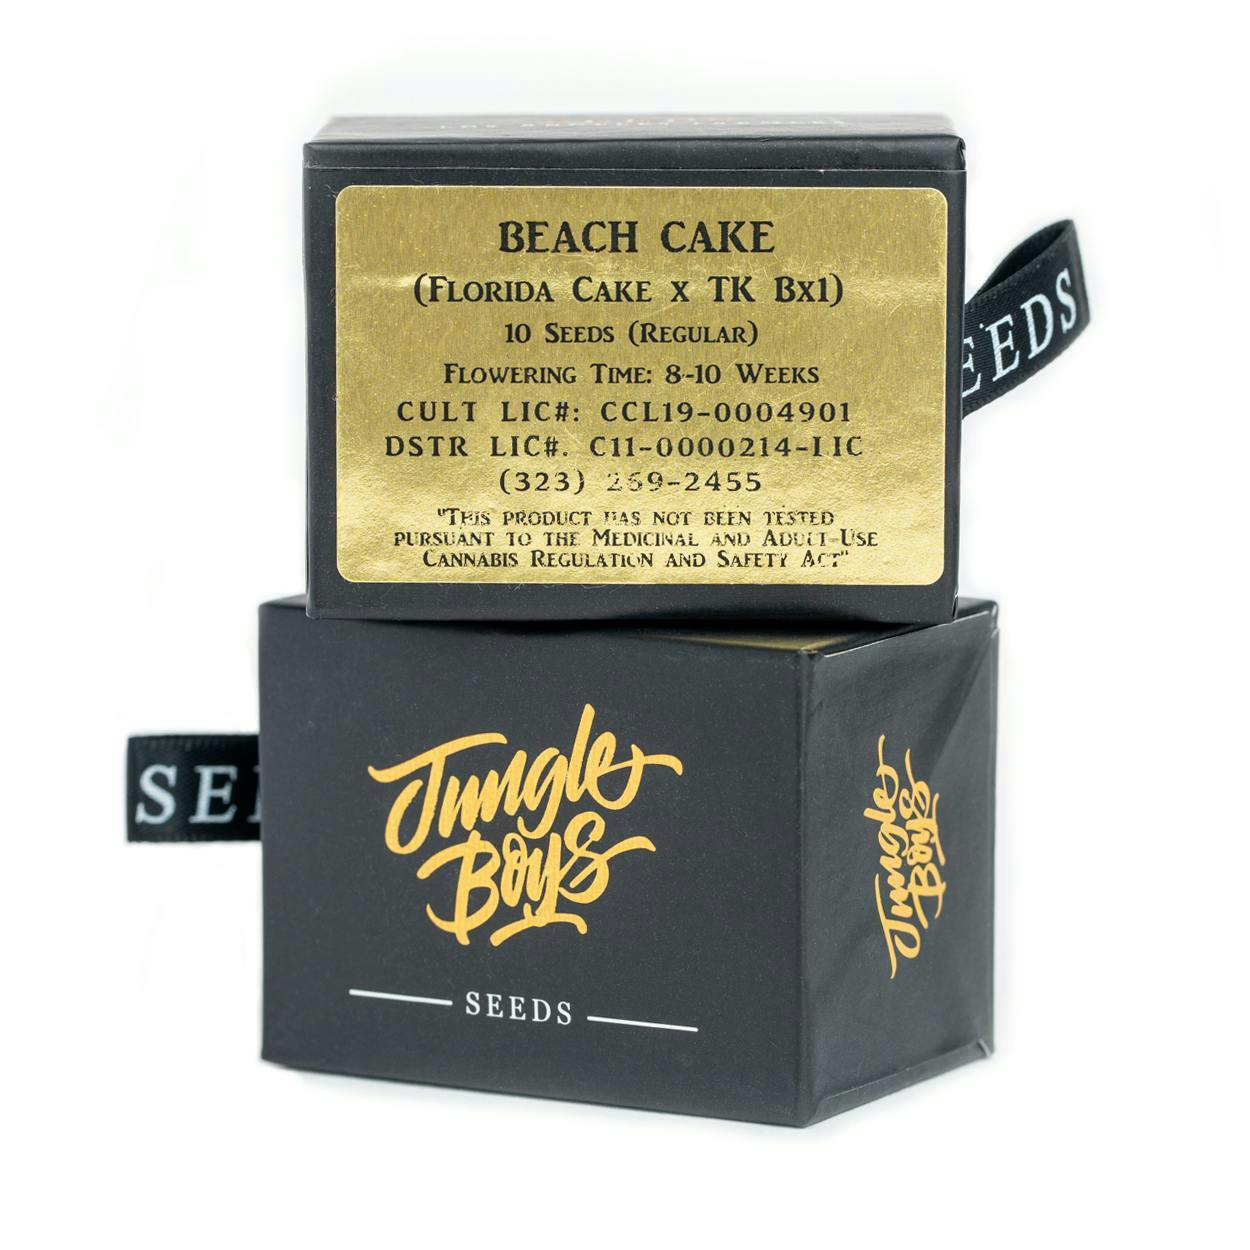 BEACH CAKE
(FLORIDA CAKE X TK BX1)
10 SEEDS (REGULAR)
FLOWERING TIME: 8-10 WEEKS
CULT LIC#: CCL19-0004901
DSTR LIC#. C11-0000214-LIC
(323) 269-2455
"THIS PRODUCT HAS NOT BEEN TESTED
PURSUANT TO THE MEDICINAL AND ADULT-USE
CANNABIS REGULATION AND SAFETY ACT"
EEDS
SE
Jungle
Boys
SEEDS
Jungle
Boys